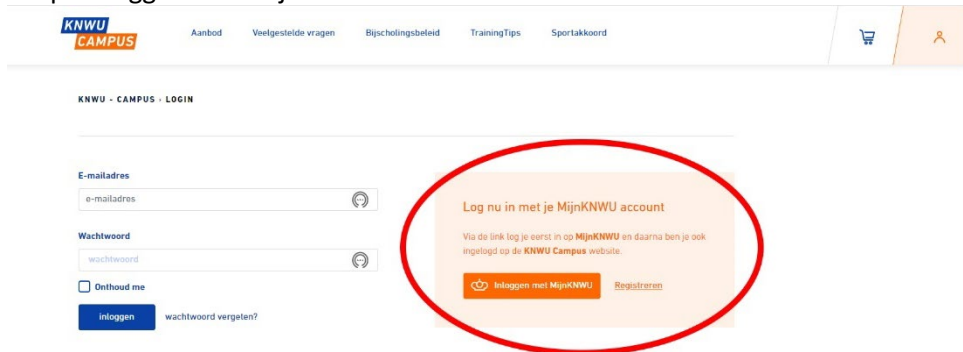 KNWU
CAMPUS
Aanbod Veelgestelde vragen Bijscholingsbeleid TrainingTips Sportakkoord
KNWU - CAMPUS › LOGIN
E-mailadres
e-mailadres
Wachtwoord
wachtwoord
Onthoud me
inloggen wachtwoord vergeten?
Log nu in met je MijnKNWU account
Via de link log je eerst in op MijnKNWU en daarna ben je ook
ingelogd op de KNWU Campus website.
Inloggen met MijnKNWU Registreren